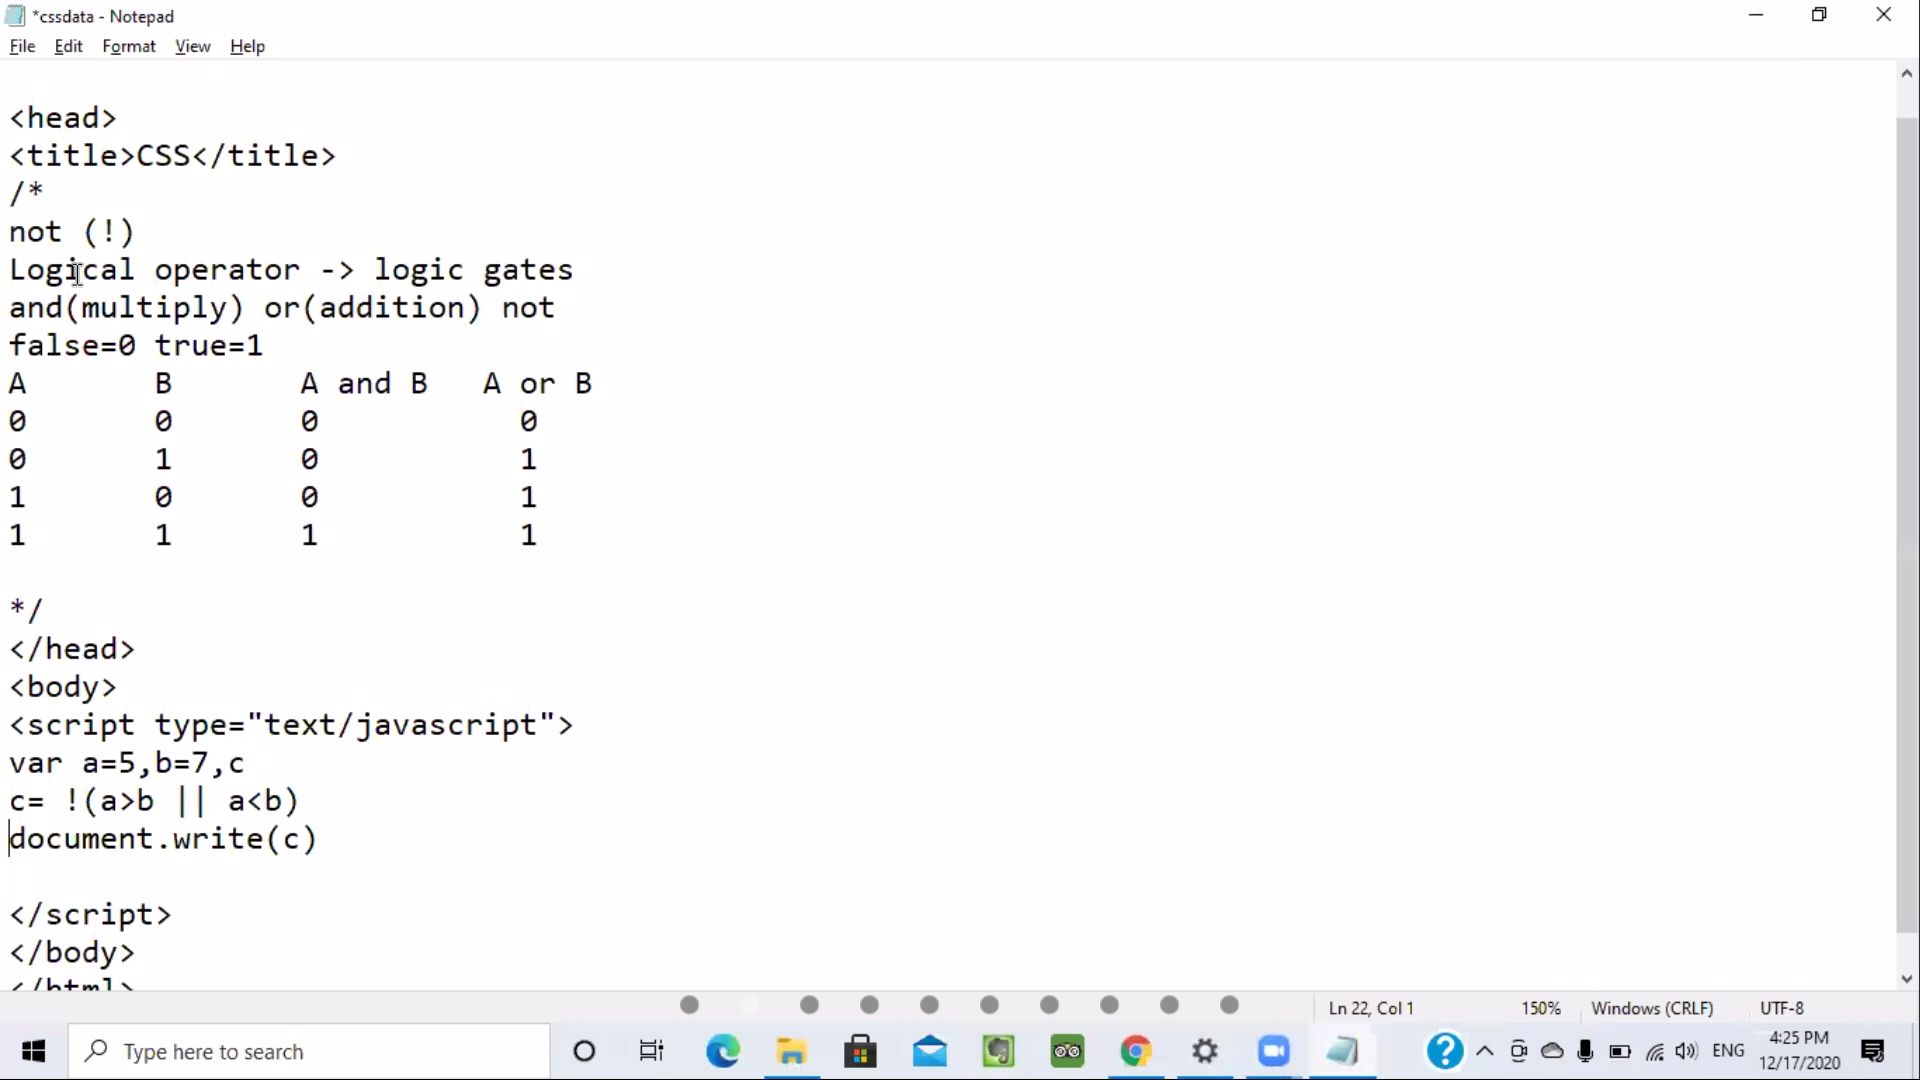 *cssdata - Notepad
File Edit Format View Help
<head>
<title>CSS</title>
/*
not (!)
Logical operator -> logic gates
and(multiply) or(addition) not
false=0 true=1
A B A and B A or B
0 0 0 0
0 1 0 1
1 0 0 1
1 1 1 1
*/
</head>
<body>
<script type="text/javascript">
var a=5,b=7,c
c= !(a>b || a<b)
document.write(c)
</script>
</body>
</html>
Ln 22, Col 1 150% Windows (CRLF) UTF-8
Type here to search ENG 4:25 PM
12/17/2020